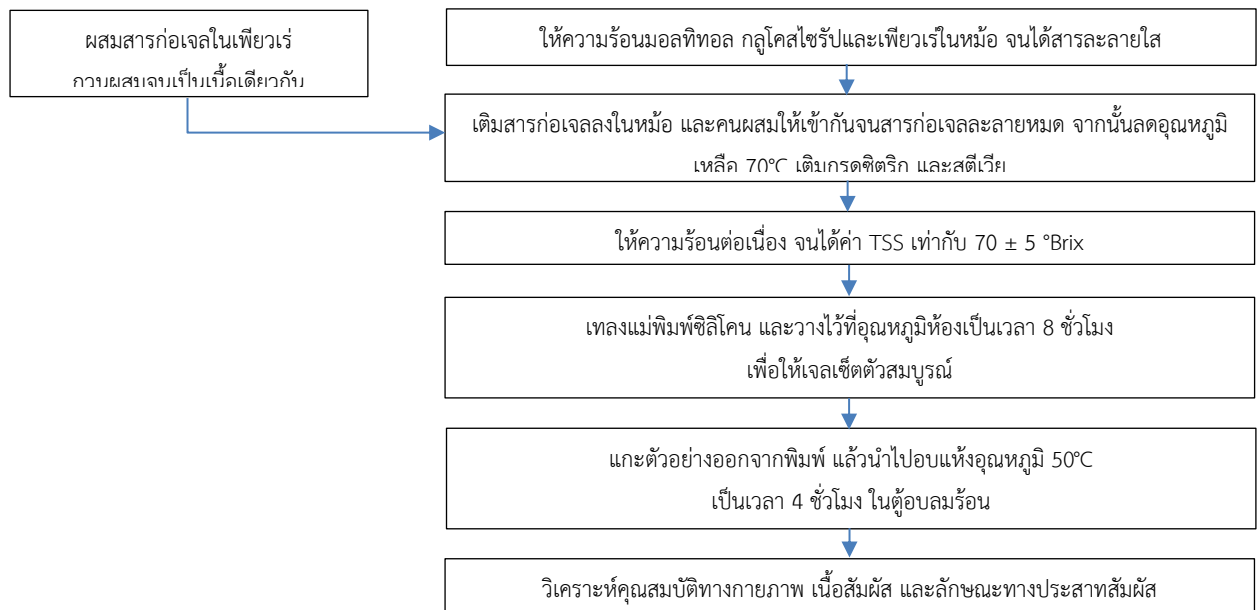 ผสมสารก่อเจลในเพียวเร่
กวนผสมจนเป็นเนื้อเดียวกับ
ให้ความร้อนมอลทิทอล กลูโคสไซรัปและเพียวเร่ในหม้อ จนได้สารละลายใส
เติมสารก่อเจลลงในหม้อ และคนผสมให้เข้ากันจนสารก่อเจลละลายหมด จากนั้นลดอุณหภูมิ
เหลือ 70°C เติมกรดซิตริก และสตีเวีย
ให้ความร้อนต่อเนื่อง จนได้ค่า TSS เท่ากับ 70 ± 5 °Brix
เทลงแม่พิมพ์ซิลิโคน และวางไว้ที่อุณหภูมิห้องเป็นเวลา 8 ชั่วโมง
เพื่อให้เจลเซ็ตตัวสมบูรณ์
แกะตัวอย่างออกจากพิมพ์ แล้วนำไปอบแห้งอุณหภูมิ 50°C
เป็นเวลา 4 ชั่วโมง ในตู้อบลมร้อน
วิเคราะห์คุณสมบัติทางกายภาพ เนื้อสัมผัส และลักษณะทางประสาทสัมผัส